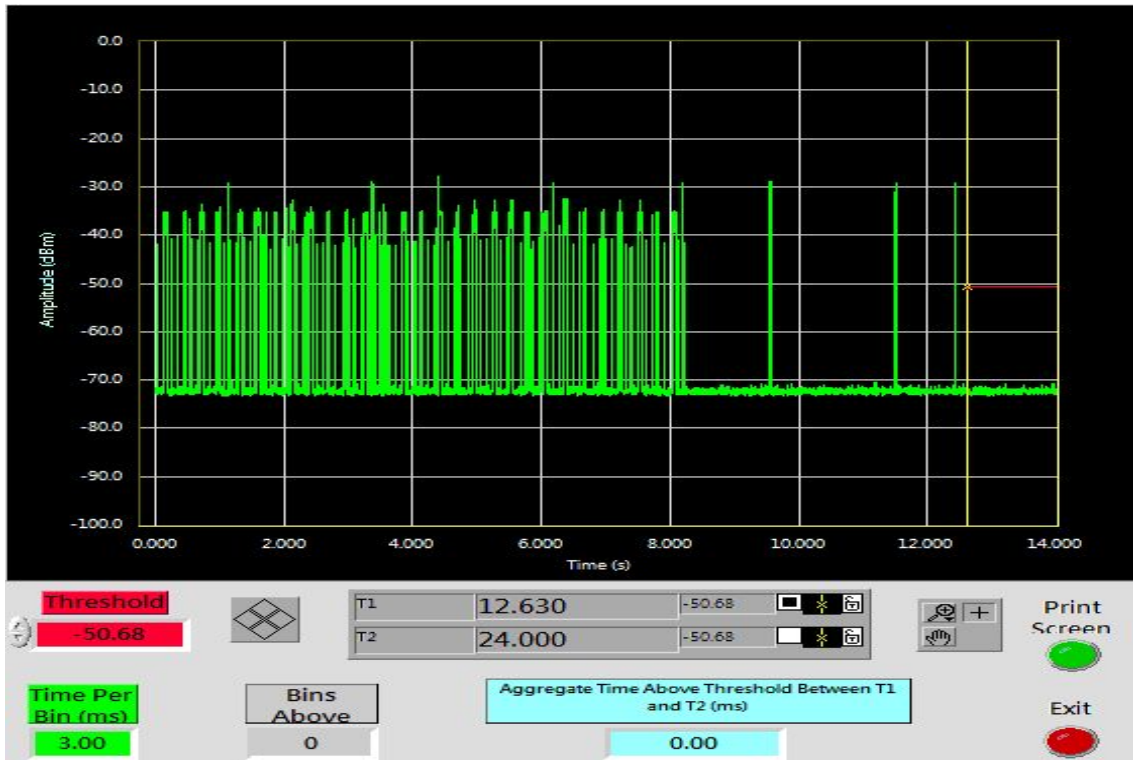 0.0
-10.0
-20.0
-30.0
-40.0
-50.0
-60.0
-70.0
-80.0
-90.0
-100.0
Amplitude (dBm)
0.000 2.000 4.000 6.000 8.000 10.000 12.000 14.000
Time (s)
Threshold
-50.68
T1 12.630 -50.68
T2 24.000 -50.68
Print
Screen
Time Per
Bin (ms)
3.00
Bins
Above
0
Aggregate Time Above Threshold Between T1
and T2 (ms)
0.00
Exit